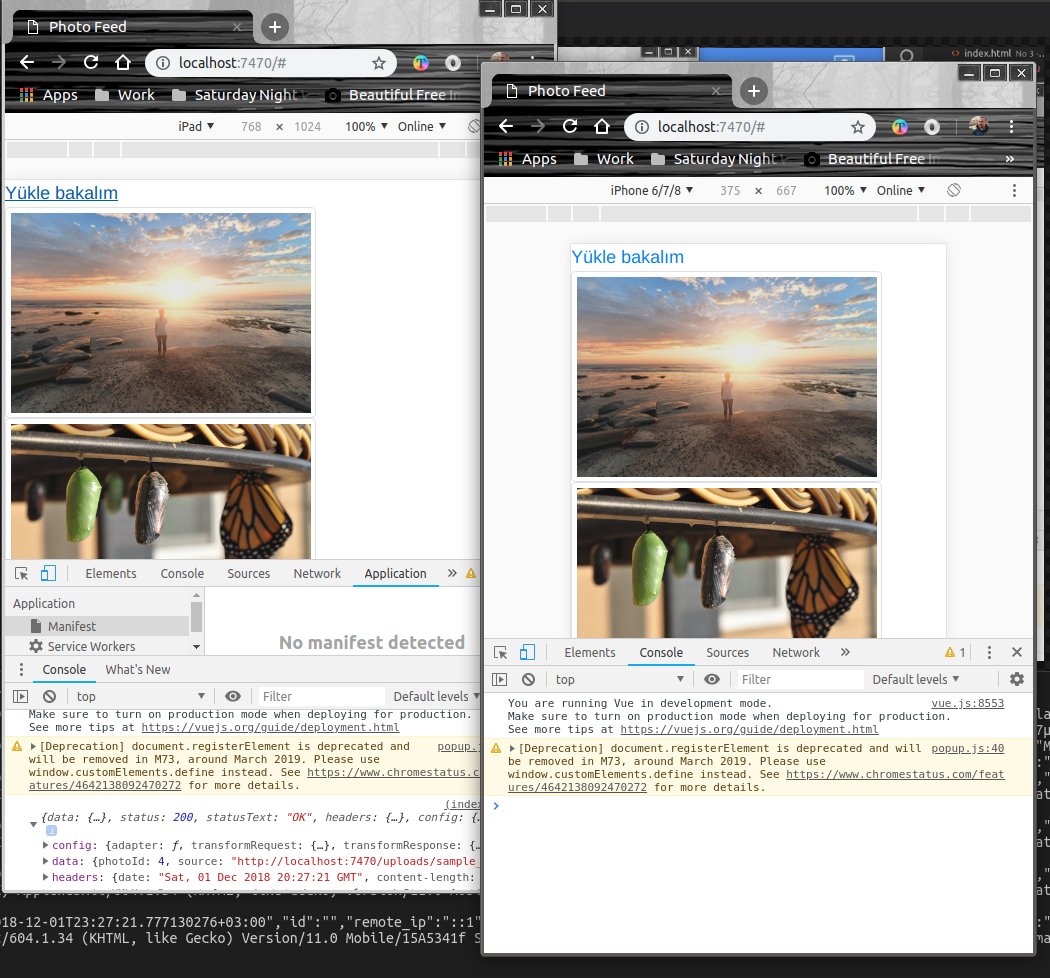 Photo Feed
localhost:7470/#
Apps Work Saturday Night Beautiful Free
iPad 768 × 1024 100% Online
Yükle bakalım
Elements Console Sources Network Application »
Application
Manifest
Service Workers
No manifest detected
Console What's New
top Filter Default levels
Make sure to turn on production mode when deploying for production.
See more tips at https://vuejs.org/guide/deployment.html
[Deprecation] document.registerElement is deprecated and popup.j
will be removed in M73, around March 2019. Please use
window.customElements.define instead. See https://www.chromestatus.c
atures/4642138092470272 for more details.
(index
{data: {…}, status: 200, statusText: "OK", headers: {…}, config: {…
config: {adapter: ƒ, transformRequest: {…}, transformResponse: {…
data: {photoId: 4, source: "http://localhost:7470/uploads/sample_
headers: {date: "Sat, 01 Dec 2018 20:27:21 GMT", content-length:
18-12-01T23:27:21.777130276+03:00","id":"","remote_ip":"::1"
/604.1.34 (KHTML, like Gecko) Version/11.0 Mobile/15A5341f S
index.html
Photo Feed
localhost:7470/#
Apps Work Saturday Night Beautiful Free »
iPhone 6/7/8 375 × 667 100% Online
Yükle bakalım
Elements Console Sources Network » 1
top Filter Default levels
You are running Vue in development mode. vue.js:8553
Make sure to turn on production mode when deploying for production.
See more tips at https://vuejs.org/guide/deployment.html
[Deprecation] document.registerElement is deprecated and will popup.js:40
be removed in M73, around March 2019. Please use
window.customElements.define instead. See https://www.chromestatus.com/feat
ures/4642138092470272 for more details.